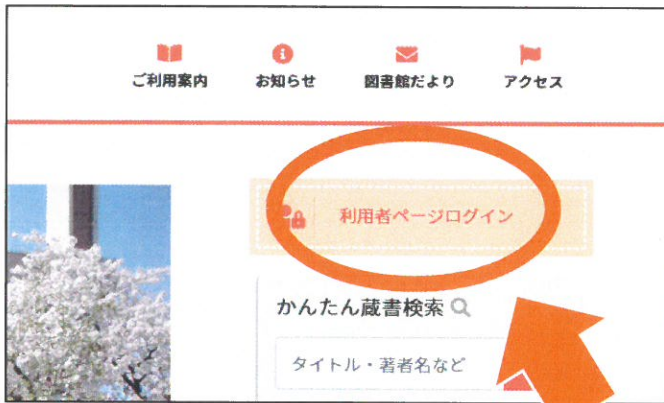 ご利用案内 お知らせ 図書館だより アクセス
利用者ページログイン
かんたん蔵書検索
タイトル・著者名など